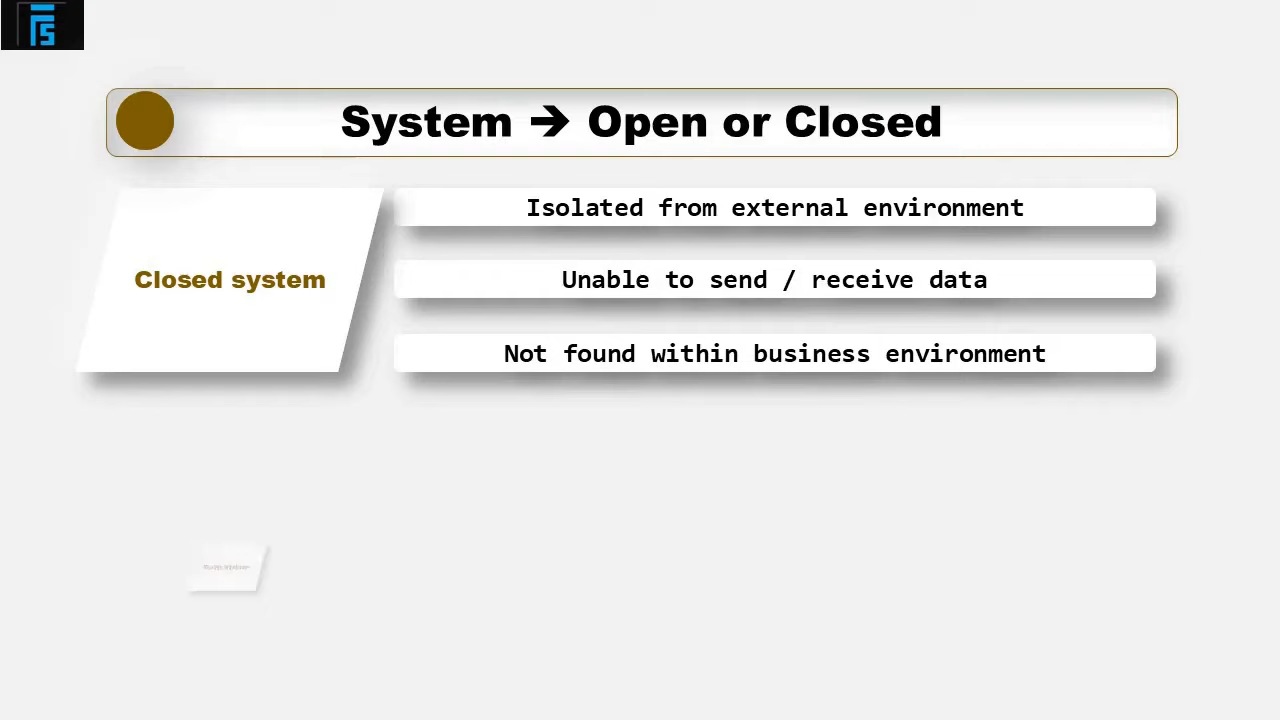 FS
System ➔ Open or Closed
Closed system
Isolated from external environment
Unable to send / receive data
Not found within business environment